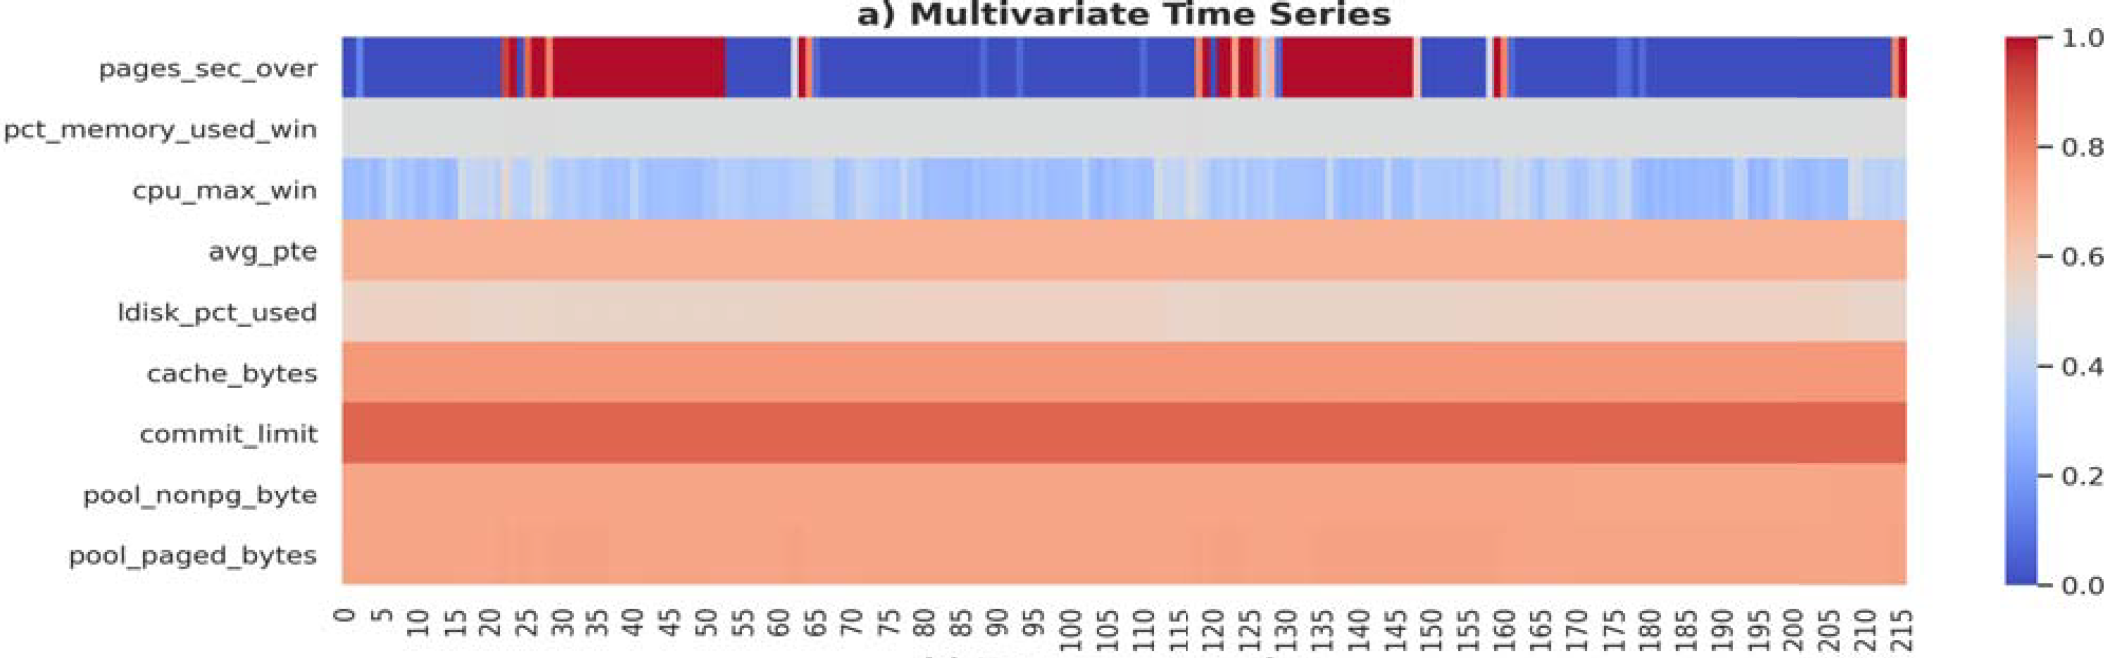 a) Multivariate Time Series
pages_sec_over
pct_memory_used_win
cpu_max_win
avg_pte
ldisk_pct_used
cache_bytes
commit_limit
pool_nonpg_byte
pool_paged_bytes
0 5 10 15 20 25 30 35 40 45 50 55 60 65 70 75 80 85 90 95 100 105 110 115 120 125 130 135 140 145 150 155 160 165 170 175 180 185 190 195 200 205 210 215
1.0
0.8
0.6
0.4
0.2
0.0